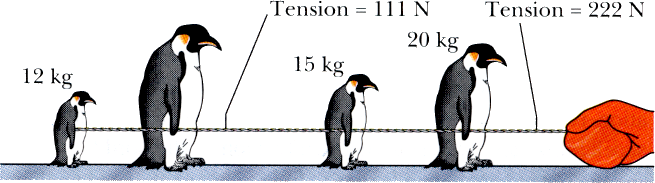 Tension = 111 N
Tension = 222 N
20 kg
15 kg
12 kg